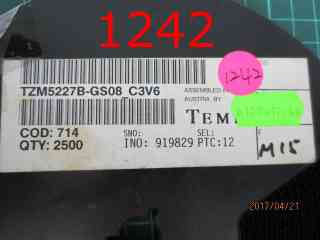 1242
TZM5227B-GS08 C3V6
ASSEMBLED
AUSTRIA, BY
1242
TEM
COD: 714
QTY: 2500
SNO:
SEL:
INO: 919829 PTC:12
M15
2017/04/21